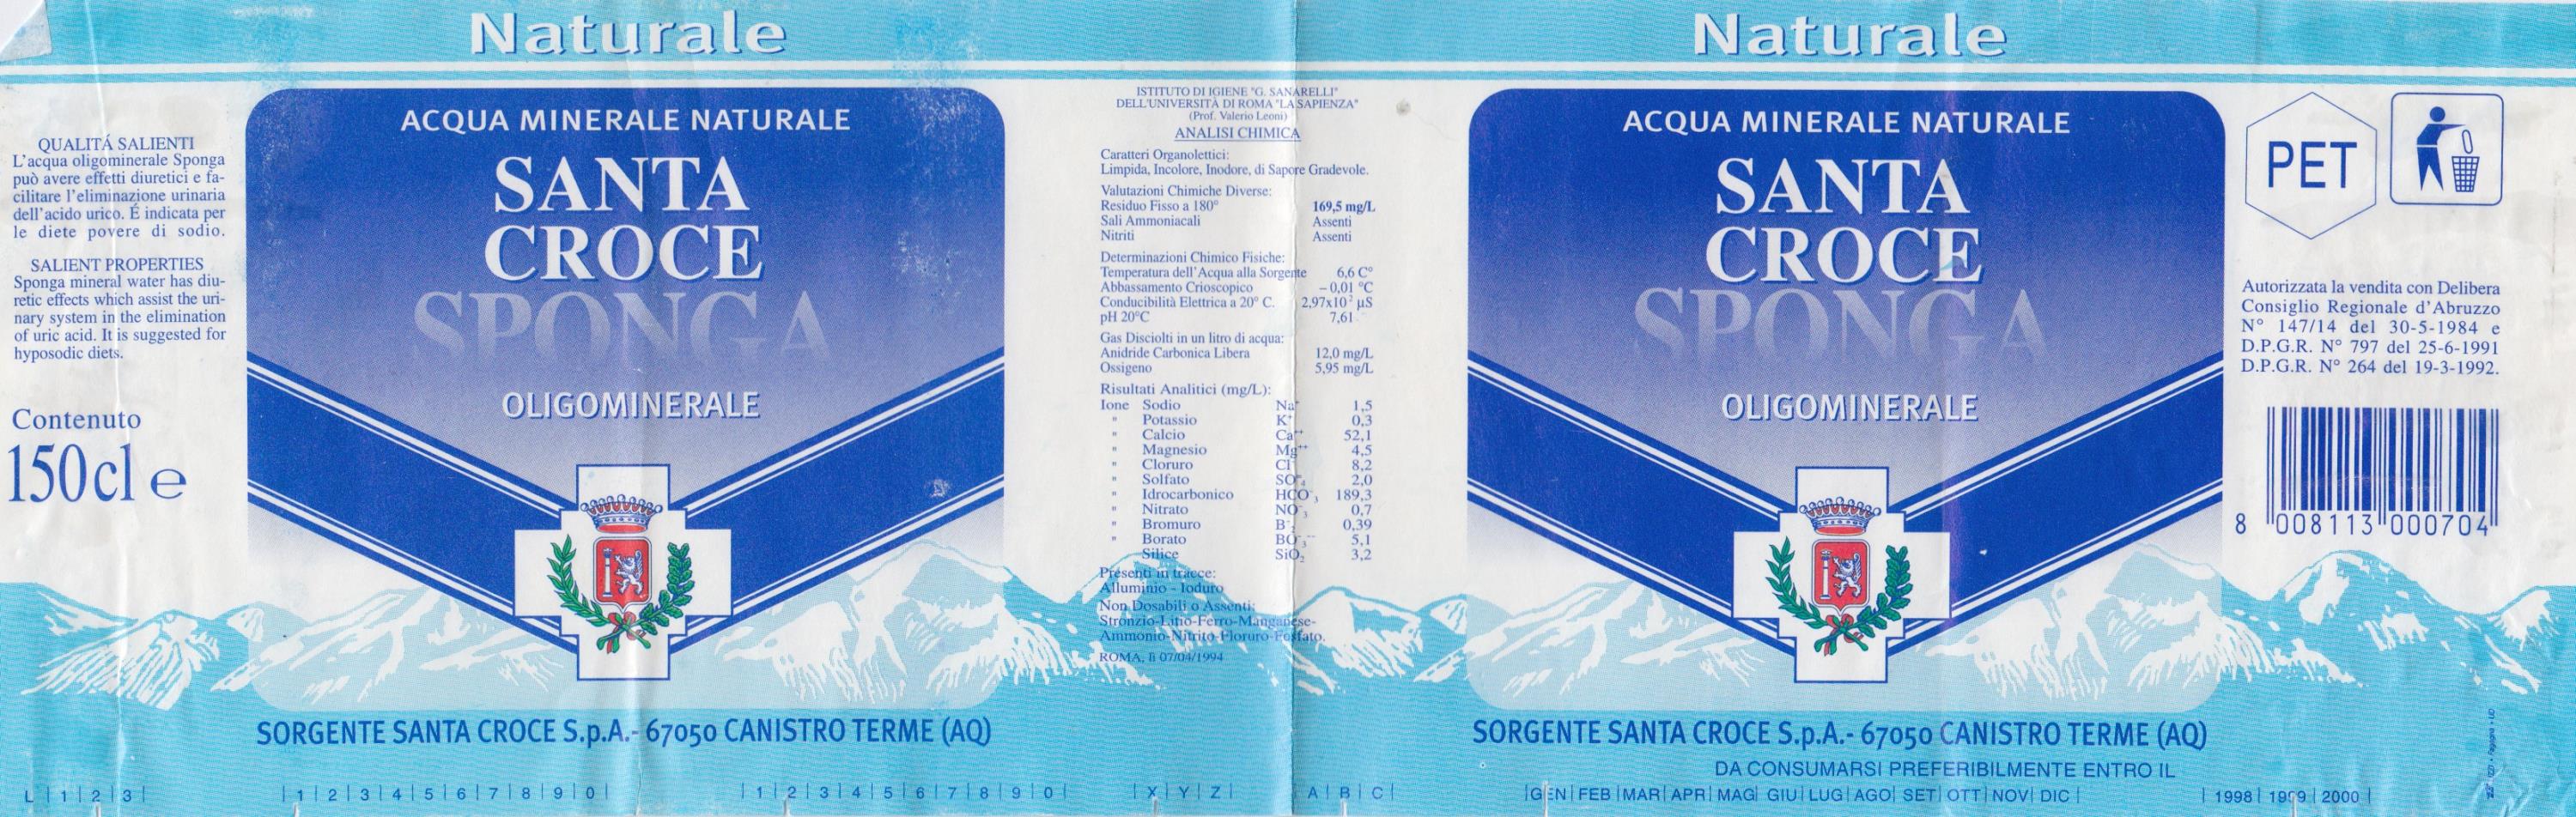 Naturale
QUALITÁ SALIENTI
L'acqua oligominerale Sponga
può avere effetti diuretici e fa-
cilitare l'eliminazione urinaria
dell'acido urico. É indicata per
le diete povere di sodio.
SALIENT PROPERTIES
Sponga mineral water has diu-
retic effects which assist the uri-
nary system in the elimination
of uric acid. It is suggested for
hyposodic diets.
Contenuto
150cl e
ACQUA MINERALE NATURALE
SANTA
CROCE
SPONGA
OLIGOMINERALE
SORGENTE SANTA CROCE S.p.A.- 67050 CANISTRO TERME (AQ)
ISTITUTO DI IGIENE "G. SANARELLI"
DELL'UNIVERSITÀ DI ROMA "LA SAPIENZA"
(Prof. Valerio Leoni)
ANALISI CHIMICA
Caratteri Organolettici:
Limpida, Incolore, Inodore, di Sapore Gradevole.
Valutazioni Chimiche Diverse:
Residuo Fisso a 180° 169,5 mg/L
Sali Ammoniacali Assenti
Nitriti Assenti
Determinazioni Chimico Fisiche:
Temperatura dell'Acqua alla Sorgente 6,6 C°
Abbassamento Crioscopico – 0,01 °C
Conducibilità Elettrica a 20° C. 2,97x10² µS
pH 20°C 7,61
Gas Disciolti in un litro di acqua:
Anidride Carbonica Libera 12,0 mg/L
Ossigeno 5,95 mg/L
Risultati Analitici (mg/L):
Ione Sodio Na⁺ 1,5
" Potassio K⁺ 0,3
" Calcio Ca⁺⁺ 52,1
" Magnesio Mg⁺⁺ 4,5
" Cloruro Cl⁻ 8,2
" Solfato SO₄⁻ 2,0
" Idrocarbonico HCO⁻₃ 189,3
" Nitrato NO⁻₃ 0,7
" Bromuro B⁻₂ 0,39
" Borato BO₃⁻⁻⁻ 5,1
Silice SiO₂ 3,2
Presenti in tracce:
Alluminio - Ioduro
Non Dosabili o Assenti:
Stronzio-Litio-Ferro-Manganese-
Ammonio-Nitrito-Floruro-Fosfato.
ROMA, lì 07/04/1994
Naturale
ACQUA MINERALE NATURALE
SANTA
CROCE
SPONGA
OLIGOMINERALE
SORGENTE SANTA CROCE S.p.A.- 67050 CANISTRO TERME (AQ)
DA CONSUMARSI PREFERIBILMENTE ENTRO IL
PET
Autorizzata la vendita con Delibera
Consiglio Regionale d'Abruzzo
N° 147/14 del 30-5-1984 e
D.P.G.R. N° 797 del 25-6-1991
D.P.G.R. N° 264 del 19-3-1992.
8 008113 000704
L | 1 | 2 | 3 | | 1 | 2 | 3 | 4 | 5 | 6 | 7 | 8 | 9 | 0 | | 1 | 2 | 3 | 4 | 5 | 6 | 7 | 8 | 9 | 0 | | X | Y | Z | A | B | C | | GEN | FEB | MAR | APR | MAG | GIU | LUG | AGO | SET | OTT | NOV | DIC | | 1998 | 1999 | 2000 |